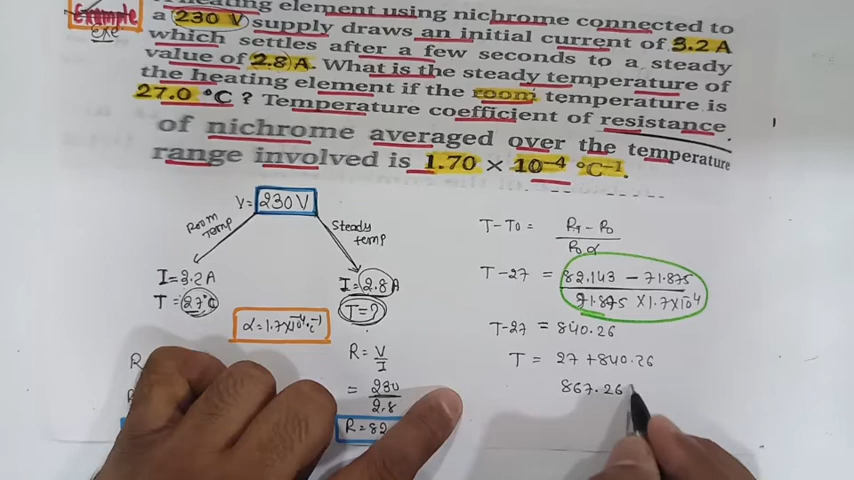 Example
Exe
heating element using nichrome connected to
a 230 V supply draws an initial current of 3.2 A
which settles after a few seconds to a steady
value of 2.8 A. What is the steady temperature of
the heating element if the room temperature is
27.0 °C ? Temperature coefficient of resistance
of nichrome averaged over the temperature
range involved is 1.70 × 10⁻⁴ °C⁻¹.
V= 230V
Room Temp
Steady temp
I=3.2A
T=27°C
I=2.8A
T=?
α=1.7×10⁻⁴°C⁻¹
R
R = V/I
= 230/2.8
R=82
T-T₀ = R_T - R₀ / R₀ α
T-27 = 82.143 - 71.875 / 71.875 × 1.7×10⁻⁴
T-27 = 840.26
T = 27 +840.26
867.26